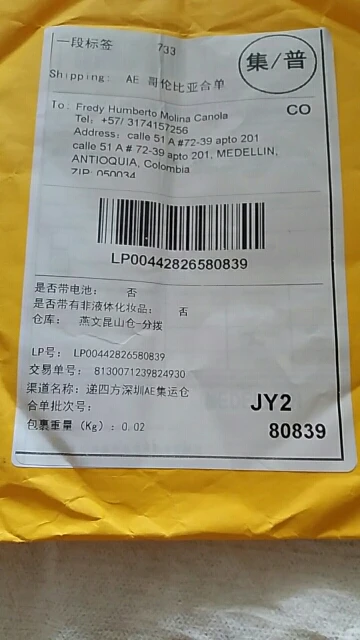 一段标签 733
集/普
Shipping: AE 哥伦比亚合单
To: Fredy Humberto Molina Canola CO
Tel: +57/ 3174157256
Address: calle 51 A #72-39 apto 201
calle 51 A # 72-39 apto 201, MEDELLIN,
ANTIOQUIA, Colombia
ZIP: 050034
LP00442826580839
是否带电池: 否
是否带有非液体化妆品: 否
仓库: 燕文昆山仓-分拨
LP号: LP00442826580839
交易单号: 8130071239824930
渠道名称: 递四方深圳AE集运仓
合单批次号:
JY2
包裹重量 (Kg): 0.02
80839